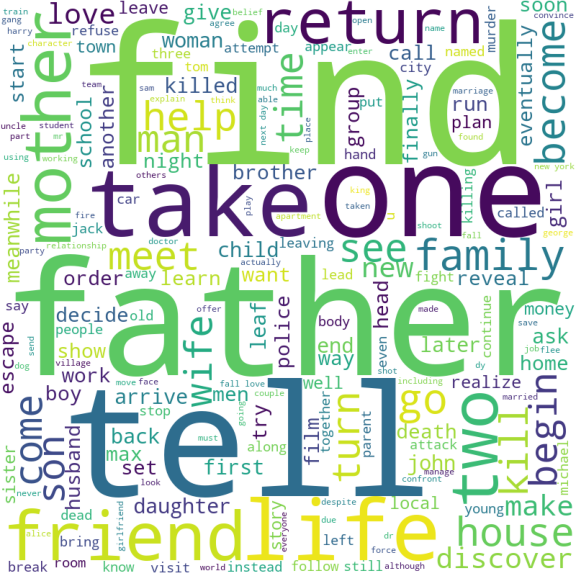 train
gang
love
leave
belief
agree
return
open
name
murder
convince
harry
character
refuse
give
day
appear
call
enter
soon
start
town
woman
attempt
three
tom
city
named
team
sam
explain
able
much
think
killed
run
marriage
found
eventually
become
mother
find
uncle
student
part
mr
using
working
school
another
help
man
time
next day
place
keep
group
put
plan
hand
finally
gun
night
brother
new york
take
one
others
car
play
king
taken
u
killing
called
girl
meanwhile
fire
jack
party
relationship
doctor
actually
apartment
shoot
fall
george
meet
child
leaving
see
family
order
learn
away
want
new
lead
fight
reveal
father
say
decide
old
offer
body
made
save
money
escape
send
people
show
wife
leaf
police
end
way
head
even
later
continue
ask
job
flee
home
dog
village
work
move
face
fall love
couple
well
shot
including
dy
married
realize
boy
arrive
men
try
tell
together
parent
go
two
kill
begin
come
son
husband
stop
back
max
set
must
going
along
first
film
turn
death
attack
john
manage
confront
michael
sister
never
look
daughter
story
despite
local
young
make
friend
life
house
alice
dead
bring
girlfriend
everyone
due
left
dr
force
discover
break
room
know
visit
world
instead
follow
still
although